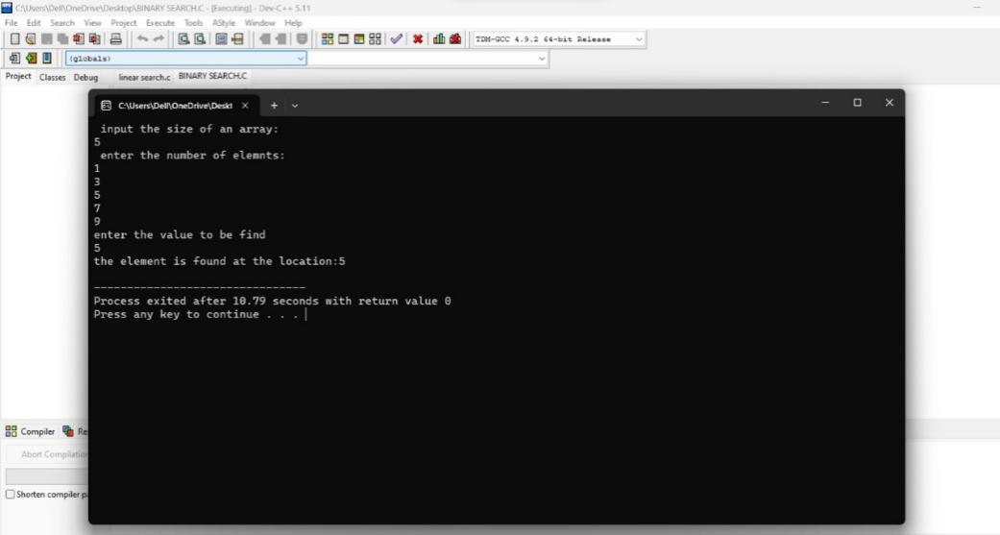 C:\Users\Dell\OneDrive\Desktop\BINARY SEARCH.C - [Executing] - Dev-C++ 5.11
File Edit Search View Project Execute Tools AStyle Window Help
TDM-GCC 4.9.2 64-bit Release
(globals)
Project Classes Debug linear search.c BINARY SEARCH.C
C:\Users\Dell\OneDrive\Deskt
input the size of an array:
5
enter the number of elemnts:
1
3
5
7
9
enter the value to be find
5
the element is found at the location:5
--------------------------------
Process exited after 10.79 seconds with return value 0
Press any key to continue . . .
Compiler Re
Abort Compilation
Shorten compiler pa